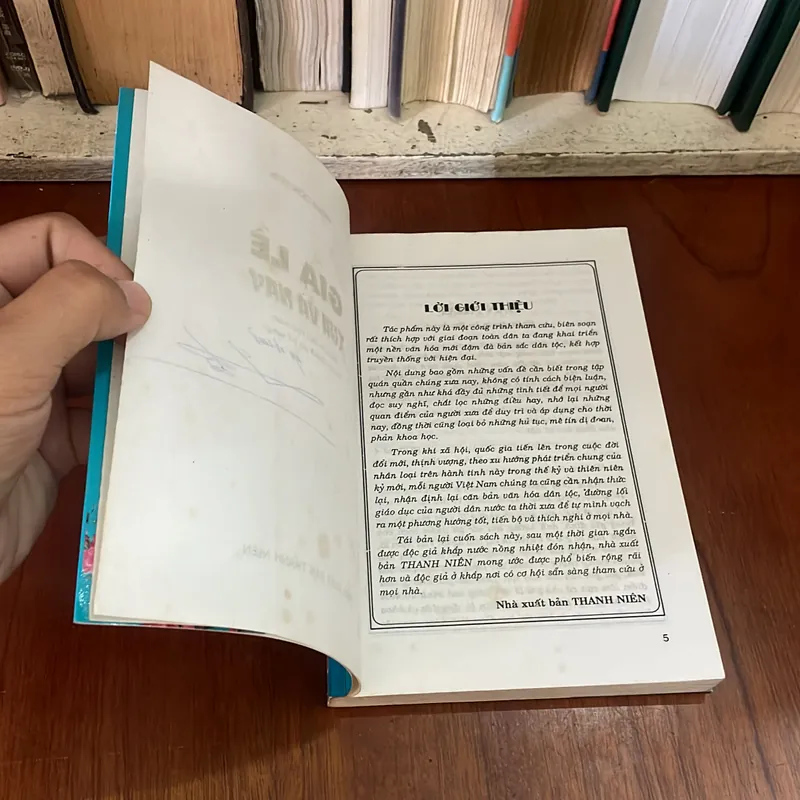 GIA LỄ
XƯA VÀ NAY
LỜI GIỚI THIỆU
Tác phẩm này là một công trình tham cứu, biên soạn
rất thích hợp với giai đoạn toàn dân ta đang khai triển
một nền văn hóa mới đậm đà bản sắc dân tộc, kết hợp
truyền thống với hiện đại.
Nội dung bao gồm những vấn đề cần biết trong tập
quán quần chúng xưa nay, không có tính cách biện luận,
nhưng gần như khá đầy đủ những tình tiết để mọi người
đọc suy nghĩ, chắt lọc những điều hay, nhớ lại những
quan điểm của người xưa để duy trì và áp dụng cho thời
nay, đồng thời cũng loại bỏ những hủ tục, mê tín dị đoan,
phản khoa học.
Trong khi xã hội, quốc gia tiến lên trong cuộc đời
đổi mới, thịnh vượng, theo xu hướng phát triển chung của
nhân loại trên hành tinh này trong thế kỷ và thiên niên
kỷ mới, mỗi người Việt Nam chúng ta cũng cần nhận thức
lại, nhận định lại căn bản văn hóa dân tộc, đường lối
giáo dục của người dân nước ta thời xưa để tự minh vạch
ra một phương hướng tốt, tiến bộ và thích nghi ở mọi nhà.
Tái bản lại cuốn sách này, sau một thời gian ngắn
được độc giả khắp nước nồng nhiệt đón nhận, nhà xuất
bản THANH NIÊN mong ước được phổ biến rộng rãi
hơn và độc giả ở khắp nơi có cơ hội sẵn sàng tham cứu ở
mọi nhà.
Nhà xuất bản THANH NIÊN
5